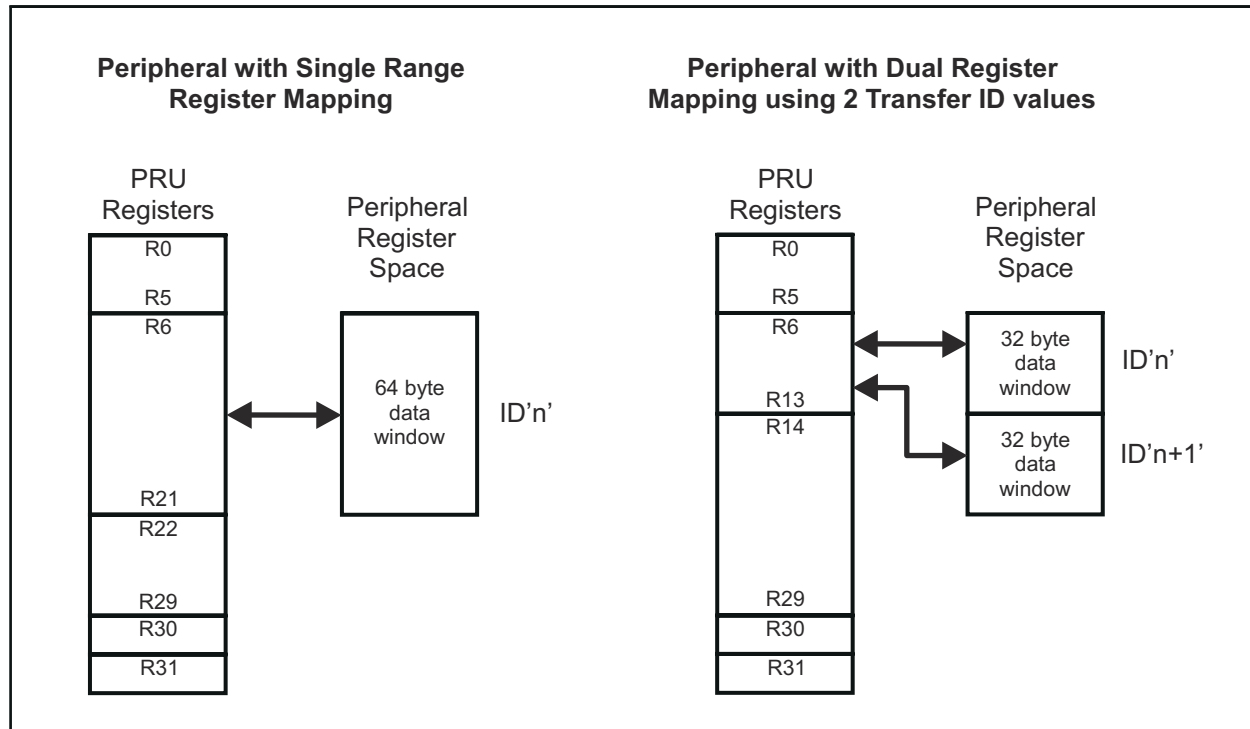 Peripheral with Single Range
Register Mapping
PRU
Registers
Peripheral
Register
Space
R0
R5
R6
R21
R22
R29
R30
R31
64 byte
data
window
ID’n’
Peripheral with Dual Register
Mapping using 2 Transfer ID values
PRU
Registers
Peripheral
Register
Space
R0
R5
R6
R13
R14
R29
R30
R31
32 byte
data
window
ID’n’
32 byte
data
window
ID’n+1’